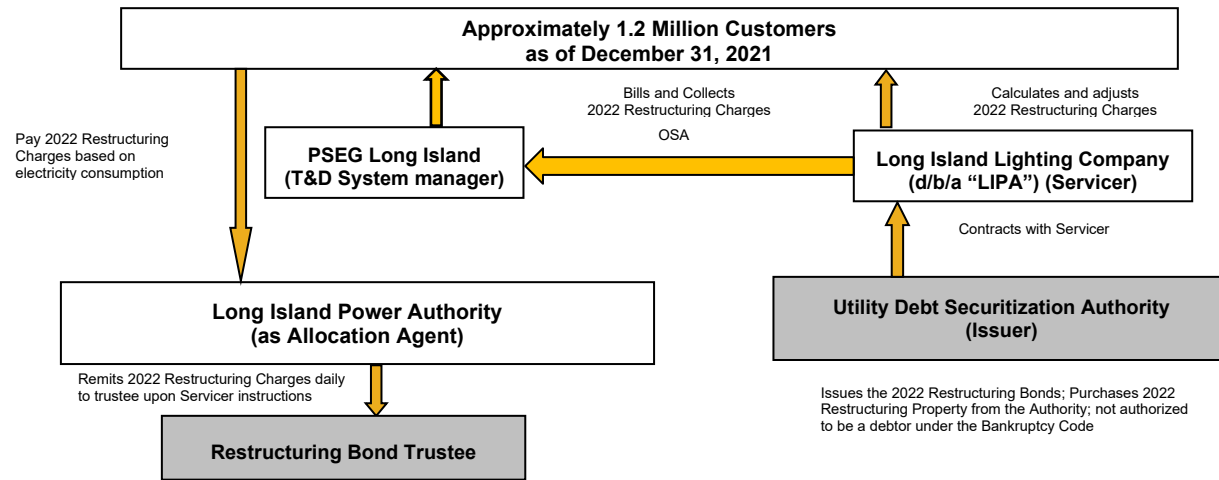 Approximately 1.2 Million Customers
as of December 31, 2021
Pay 2022 Restructuring
Charges based on
electricity consumption
Bills and Collects
2022 Restructuring Charges
OSA
Calculates and adjusts
2022 Restructuring Charges
PSEG Long Island
(T&D System manager)
Long Island Lighting Company
(d/b/a “LIPA”) (Servicer)
Contracts with Servicer
Long Island Power Authority
(as Allocation Agent)
Utility Debt Securitization Authority
(Issuer)
Remits 2022 Restructuring Charges daily
to trustee upon Servicer instructions
Issues the 2022 Restructuring Bonds; Purchases 2022
Restructuring Property from the Authority; not authorized
to be a debtor under the Bankruptcy Code
Restructuring Bond Trustee